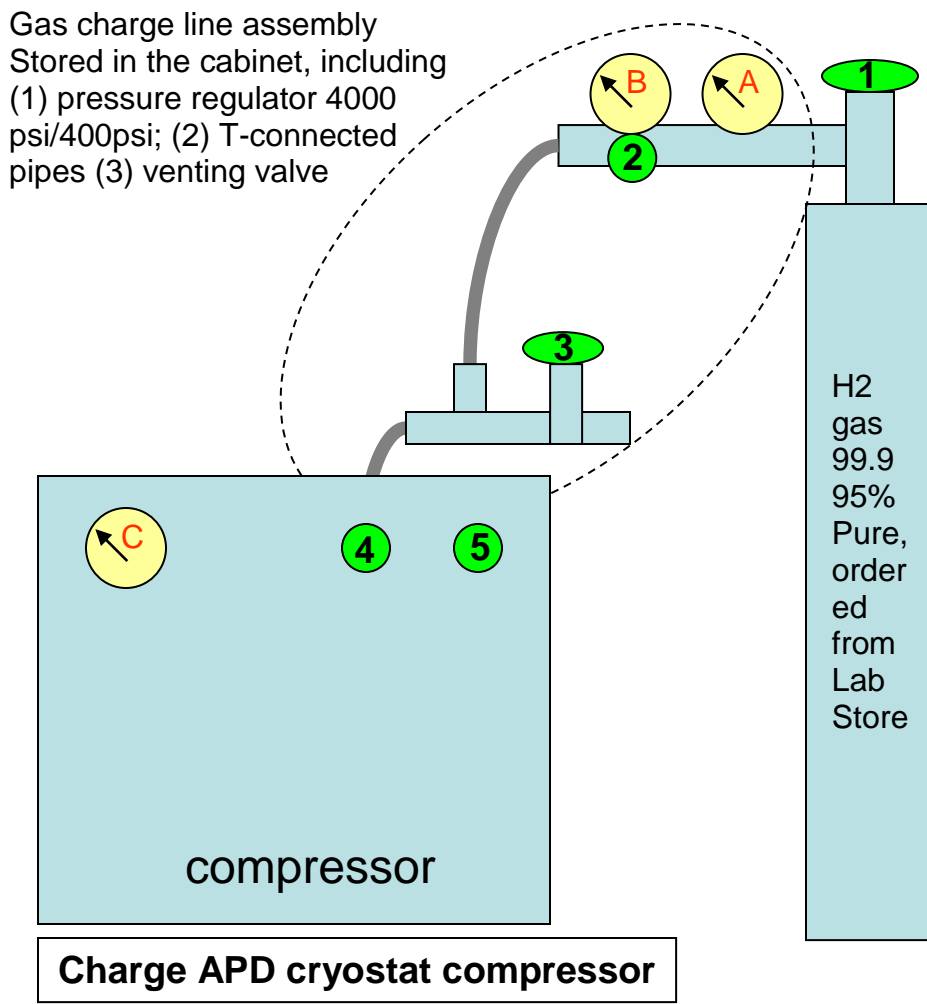 Gas charge line assembly
Stored in the cabinet, including
(1) pressure regulator 4000
psi/400psi; (2) T-connected
pipes (3) venting valve
B
A
1
2
3
H2
gas
99.9
95%
Pure,
order
ed
from
Lab
Store
C
4
5
compressor
Charge APD cryostat compressor